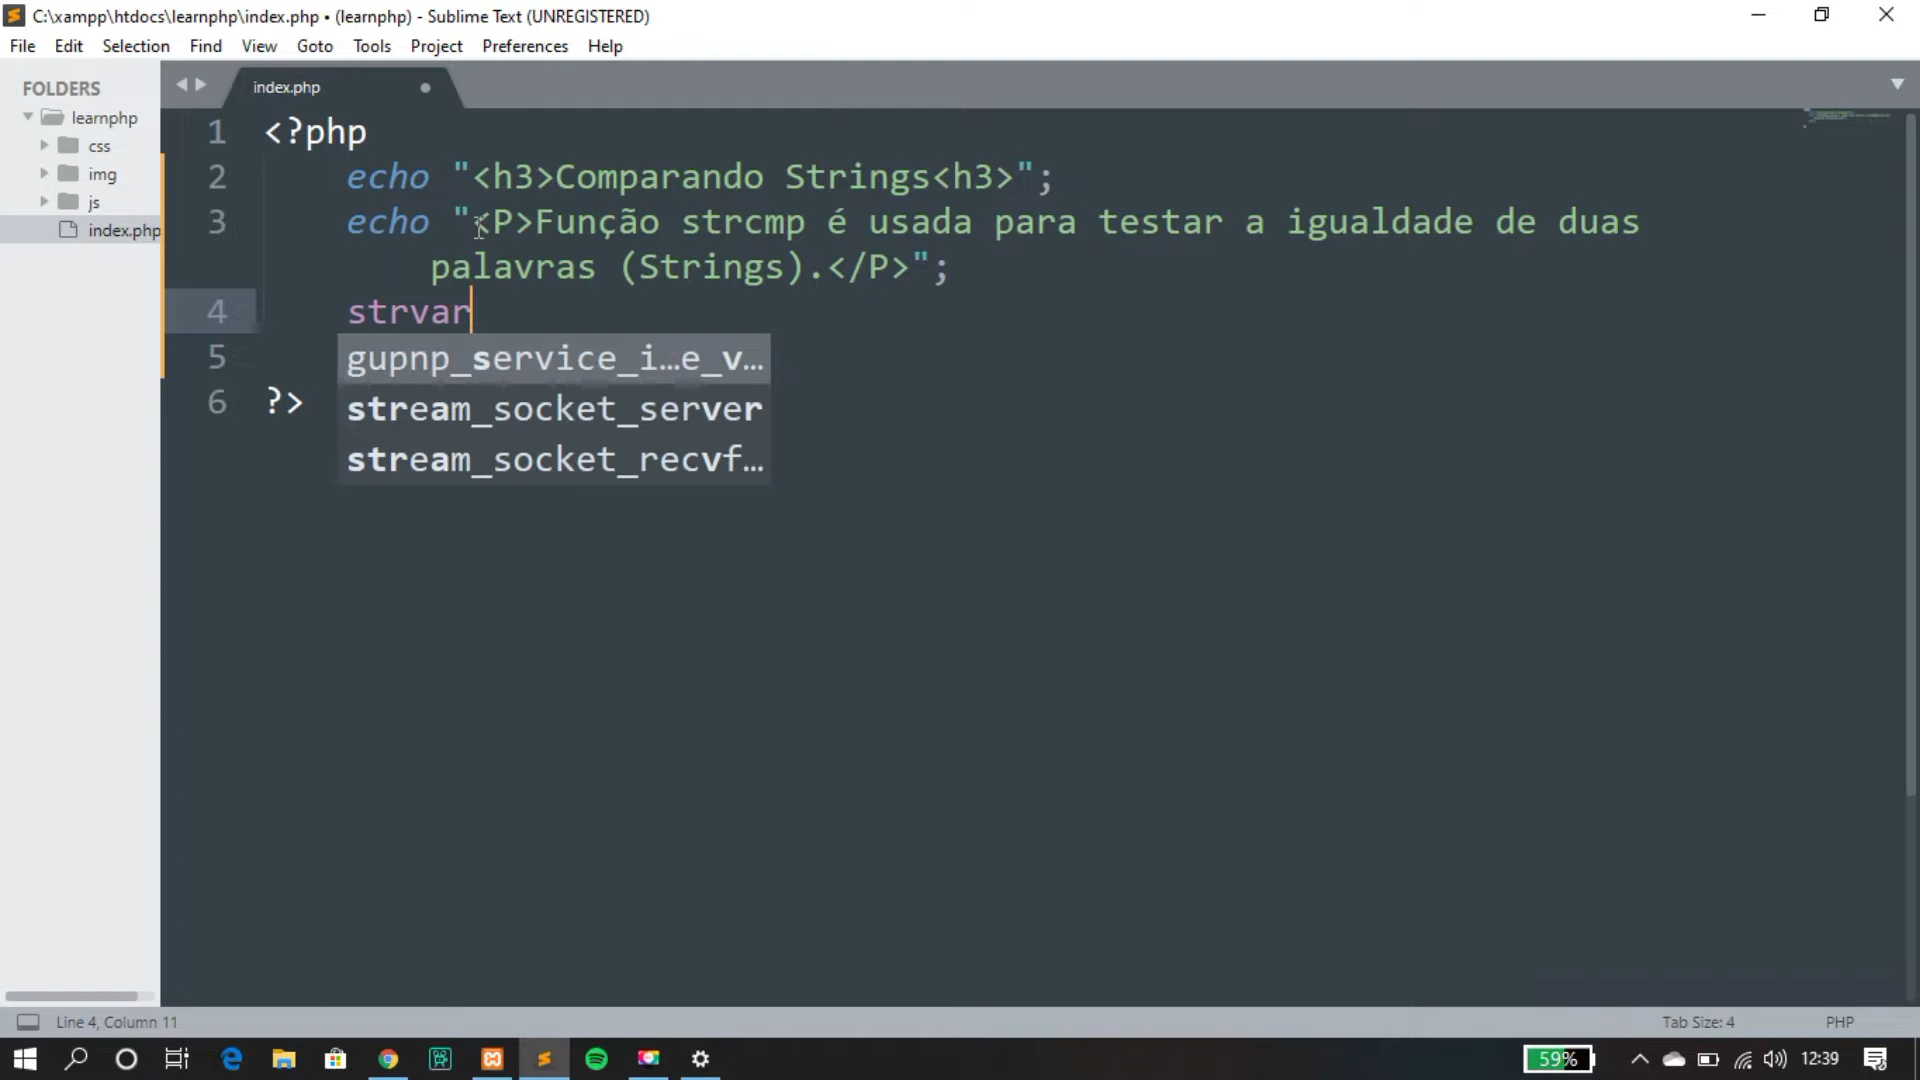 C:\xampp\htdocs\learnphp\index.php • (learnphp) - Sublime Text (UNREGISTERED)
File Edit Selection Find View Goto Tools Project Preferences Help
FOLDERS
learnphp
css
img
js
index.php
index.php
1 <?php
2 echo "<h3>Comparando Strings<h3>";
3 echo "<P>Função strcmp é usada para testar a igualdade de duas
palavras (Strings).</P>";
4 strvar
5
6 ?>
gupnp_service_i…e_v…
stream_socket_server
stream_socket_recvf…
Line 4, Column 11
Tab Size: 4
PHP
59%
12:39